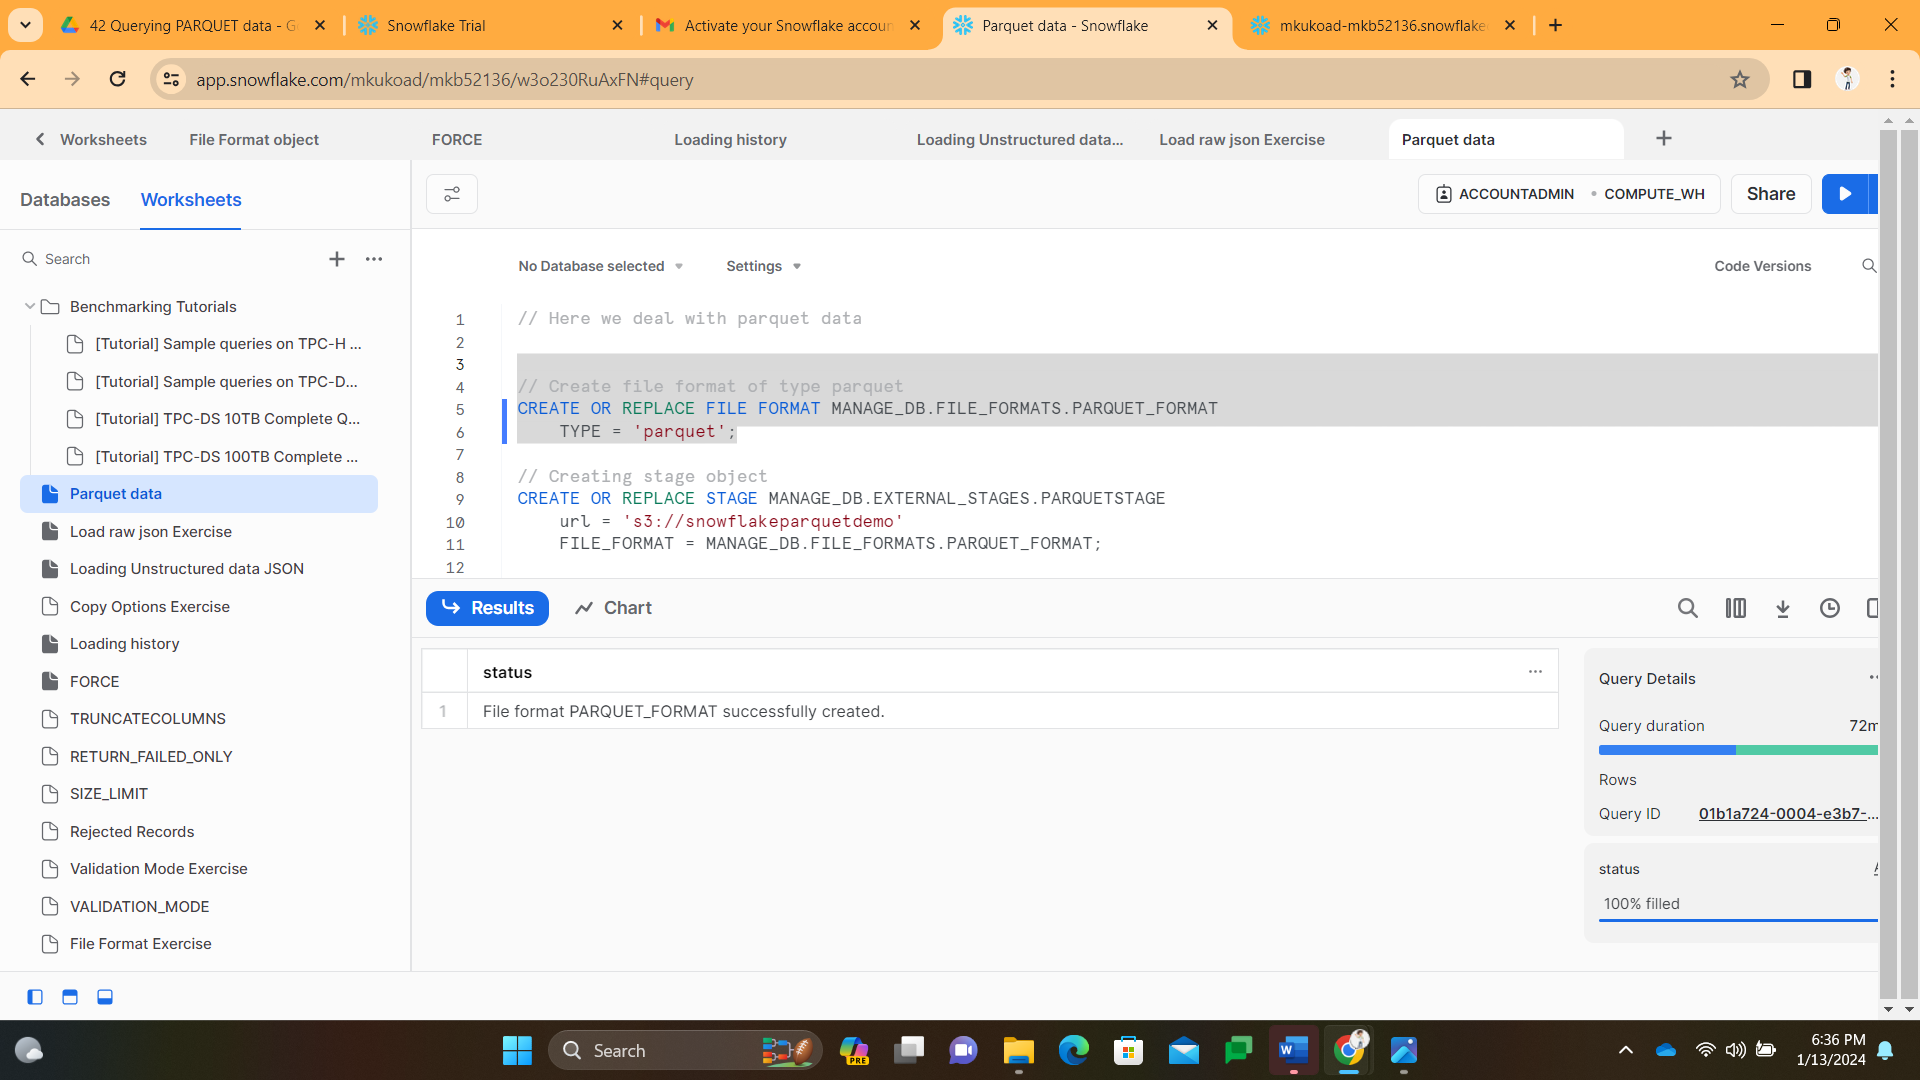 42 Querying PARQUET data - G
Snowflake Trial
Activate your Snowflake accoun
Parquet data - Snowflake
mkukoad-mkb52136.snowflake
app.snowflake.com/mkukoad/mkb52136/w3o230RuAxFN#query
Worksheets
File Format object
FORCE
Loading history
Loading Unstructured data...
Load raw json Exercise
Parquet data
Databases
Worksheets
ACCOUNTADMIN
COMPUTE_WH
Share
Search
No Database selected
Settings
Code Versions
Benchmarking Tutorials
[Tutorial] Sample queries on TPC-H ...
[Tutorial] Sample queries on TPC-D...
[Tutorial] TPC-DS 10TB Complete Q...
[Tutorial] TPC-DS 100TB Complete ...
Parquet data
Load raw json Exercise
Loading Unstructured data JSON
Copy Options Exercise
Loading history
FORCE
TRUNCATECOLUMNS
RETURN_FAILED_ONLY
SIZE_LIMIT
Rejected Records
Validation Mode Exercise
VALIDATION_MODE
File Format Exercise
1 // Here we deal with parquet data
2
3
4 // Create file format of type parquet
5 CREATE OR REPLACE FILE FORMAT MANAGE_DB.FILE_FORMATS.PARQUET_FORMAT
6 TYPE = 'parquet';
7
8 // Creating stage object
9 CREATE OR REPLACE STAGE MANAGE_DB.EXTERNAL_STAGES.PARQUETSTAGE
10 url = 's3://snowflakeparquetdemo'
11 FILE_FORMAT = MANAGE_DB.FILE_FORMATS.PARQUET_FORMAT;
12
Results
Chart
status
1 File format PARQUET_FORMAT successfully created.
Query Details
Query duration 72m
Rows
Query ID 01b1a724-0004-e3b7-...
status
100% filled
Search
PRE
6:36 PM
1/13/2024